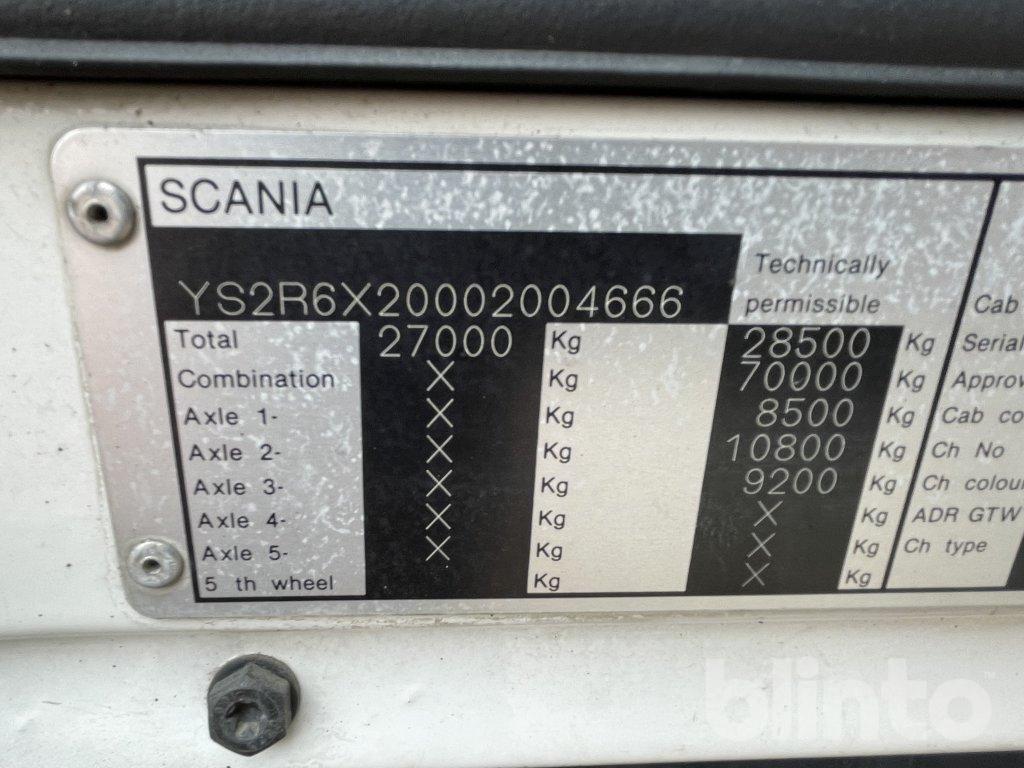 SCANIA
Technically
permissible
YS2R6X20002004666
Cab
Total 27000 Kg 28500 Kg Serial
Combination X Kg 70000 Kg Approv
Axle 1- X Kg 8500 Kg Cab co
Axle 2- X Kg 10800 Kg Ch No
Axle 3- X Kg 9200 Kg Ch colou
Axle 4- X Kg X Kg ADR GTW
Axle 5- X Kg X Kg Ch type
5 th wheel Kg X Kg
blinto™